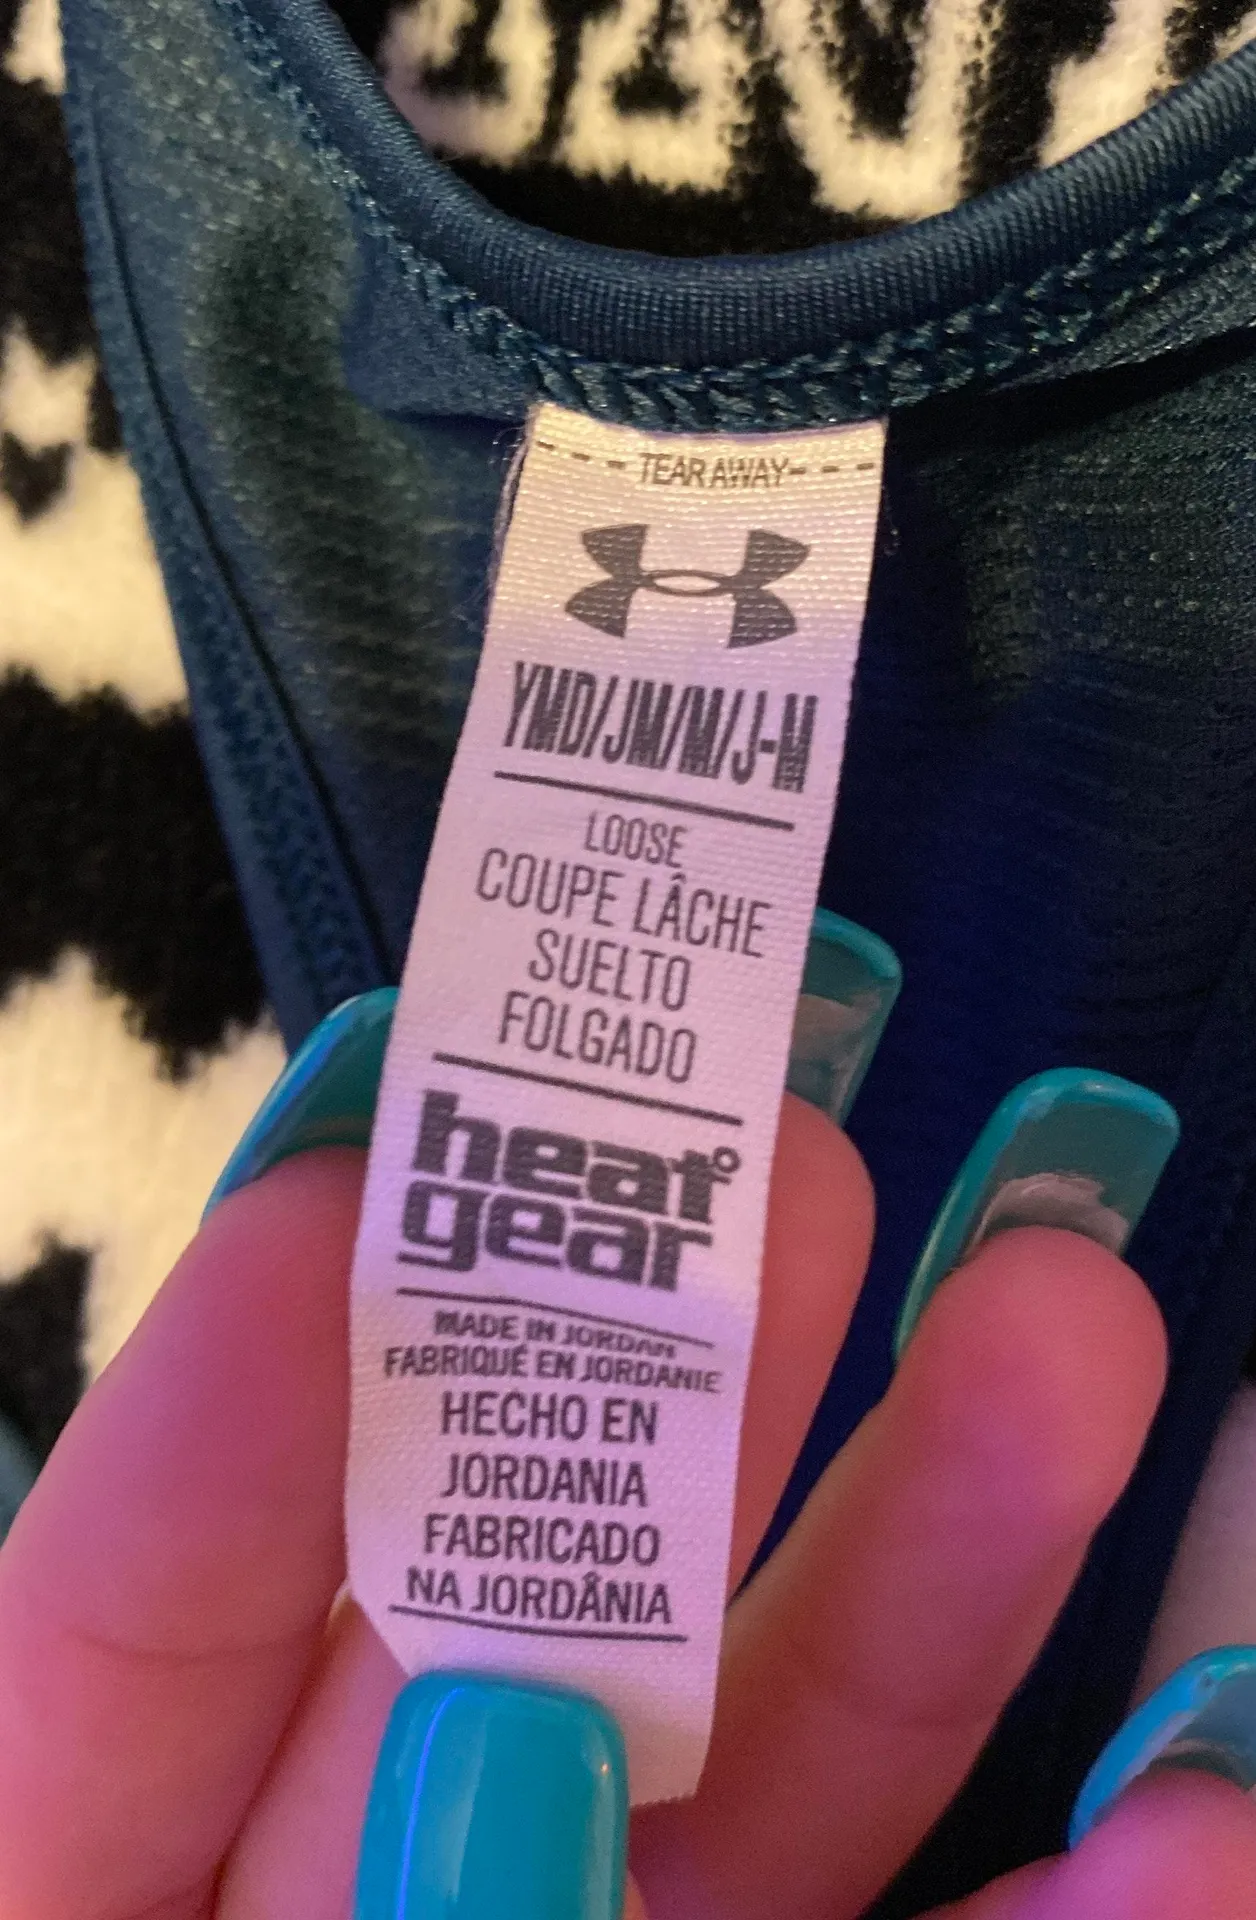 - - - TEAR AWAY - - -
YMD/JM/M/J-M
LOOSE
COUPE LÂCHE
SUELTO
FOLGADO
heat
gear
MADE IN JORDAN
FABRIQUÉ EN JORDANIE
HECHO EN
JORDANIA
FABRICADO
NA JORDÂNIA